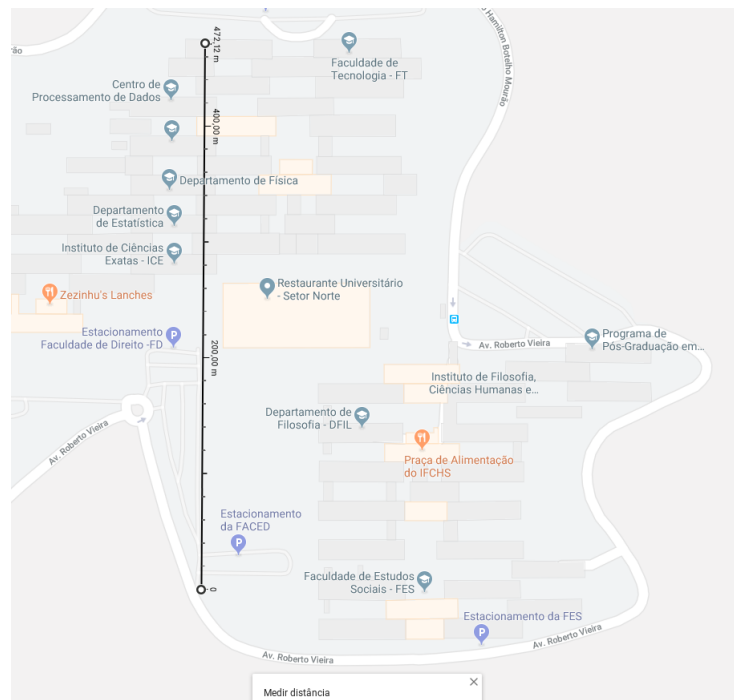 472,12 m
Hamilton Botelho Mourão
rão
Faculdade de
Tecnologia - FT
Centro de
Processamento de Dados
400,00 m
Departamento de Física
Departamento
de Estatística
Instituto de Ciências
Exatas - ICE
Restaurante Universitário
- Setor Norte
Zezinhu's Lanches
Estacionamento
Faculdade de Direito -FD
200,00 m
Av. Roberto Vieira
Programa de
Pós-Graduação em...
Instituto de Filosofia,
Ciências Humanas e...
Departamento de
Filosofia - DFIL
Av. Roberto Vieira
Praça de Alimentação
do IFCHS
Estacionamento
da FACED
P
Faculdade de Estudos
Sociais - FES
0
Estacionamento da FES
P
Av. Roberto Vieira
Av. Roberto Vieira
Medir distância